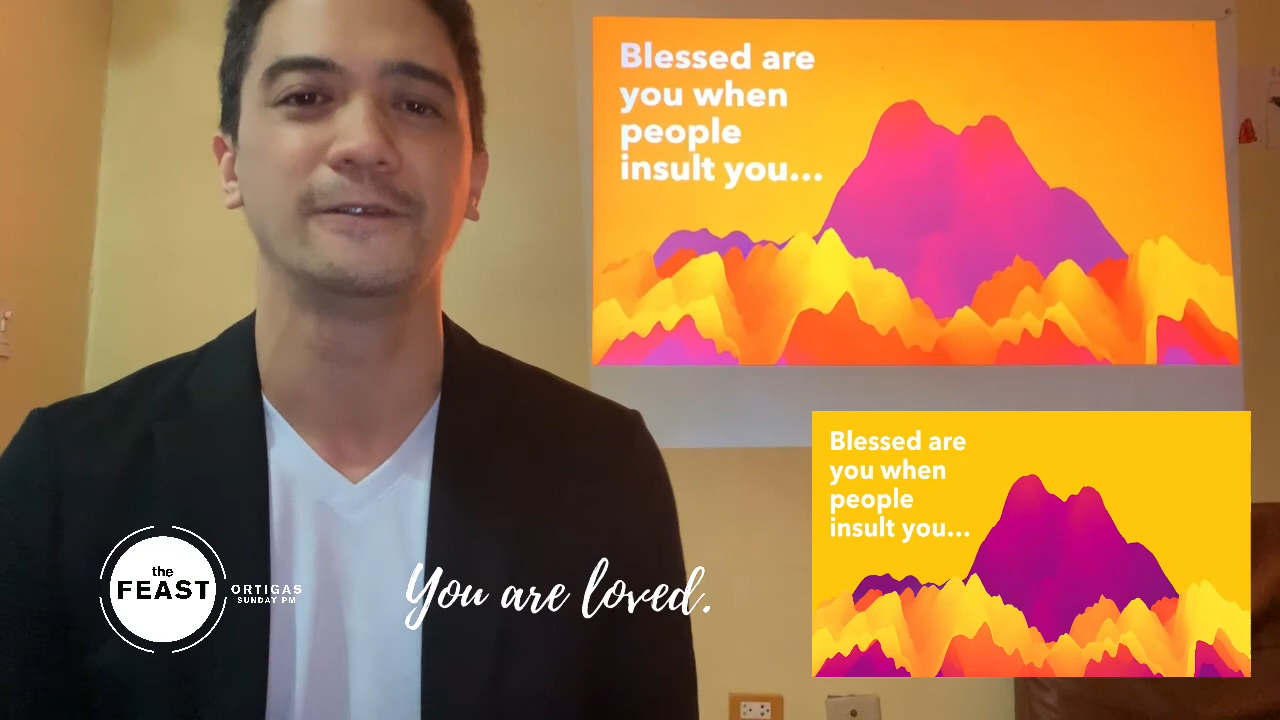 Blessed are
you when
people
insult you...
Blessed are
you when
people
insult you...
the
FEAST
ORTIGAS
SUNDAY PM
You are loved.